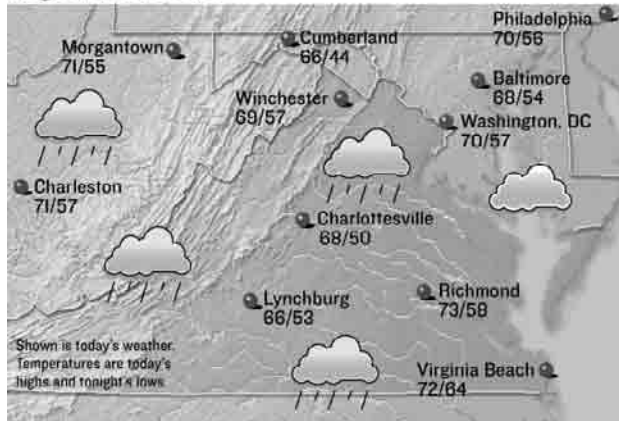 Philadelphia
70/56
Cumberland
66/44
Morgantown
71/55
Baltimore
68/54
Winchester
69/57
Washington, DC
70/57
Charleston
71/57
Charlottesville
68/50
Lynchburg
66/53
Richmond
73/58
Shown is today's weather.
Temperatures are today's
highs and tonight's lows.
Virginia Beach
72/64